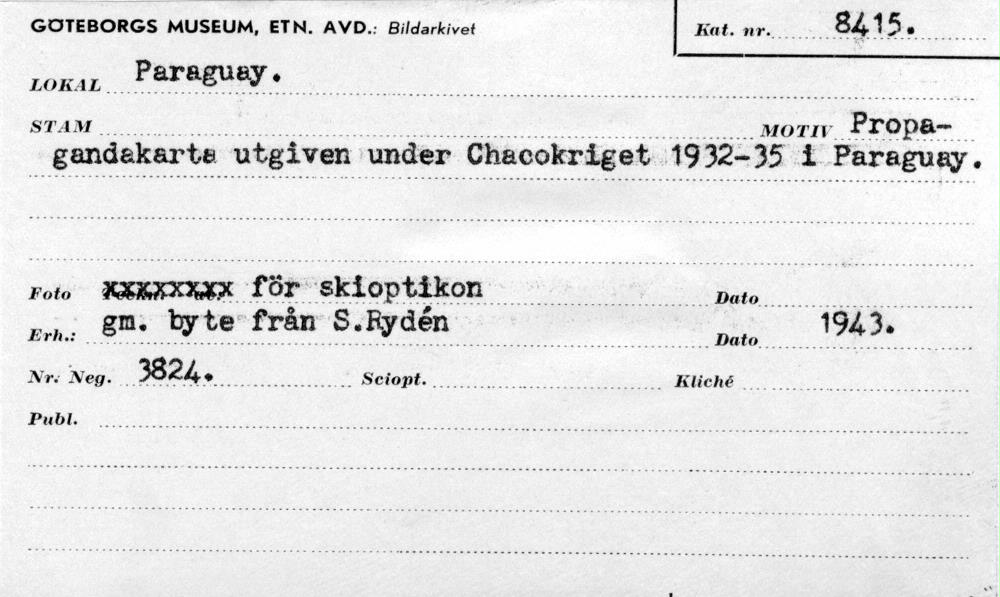 GÖTEBORGS MUSEUM, ETN. AVD.: Bildarkivet
Kat. nr. 8415.
LOKAL Paraguay.
STAM MOTIV Propa-
gandakarta utgiven under Chacokriget 1932-35 i Paraguay.
Foto xxxxxxxx för skioptikon Dato
Erh.: gm. byte från S.Rydén Dato 1943.
Nr. Neg. 3824. Sciopt. Kliché
Publ.